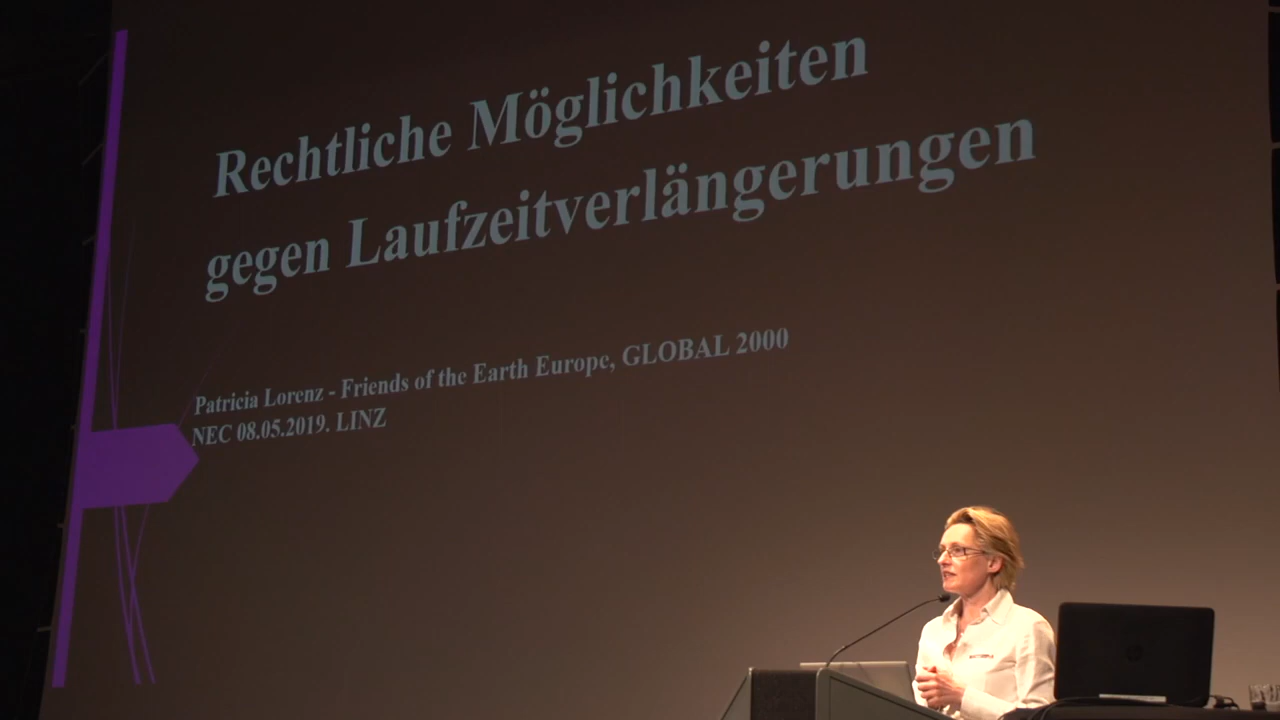 Rechtliche Möglichkeiten
gegen Laufzeitverlängerungen
Patricia Lorenz - Friends of the Earth Europe, GLOBAL 2000
NEC 08.05.2019. LINZ